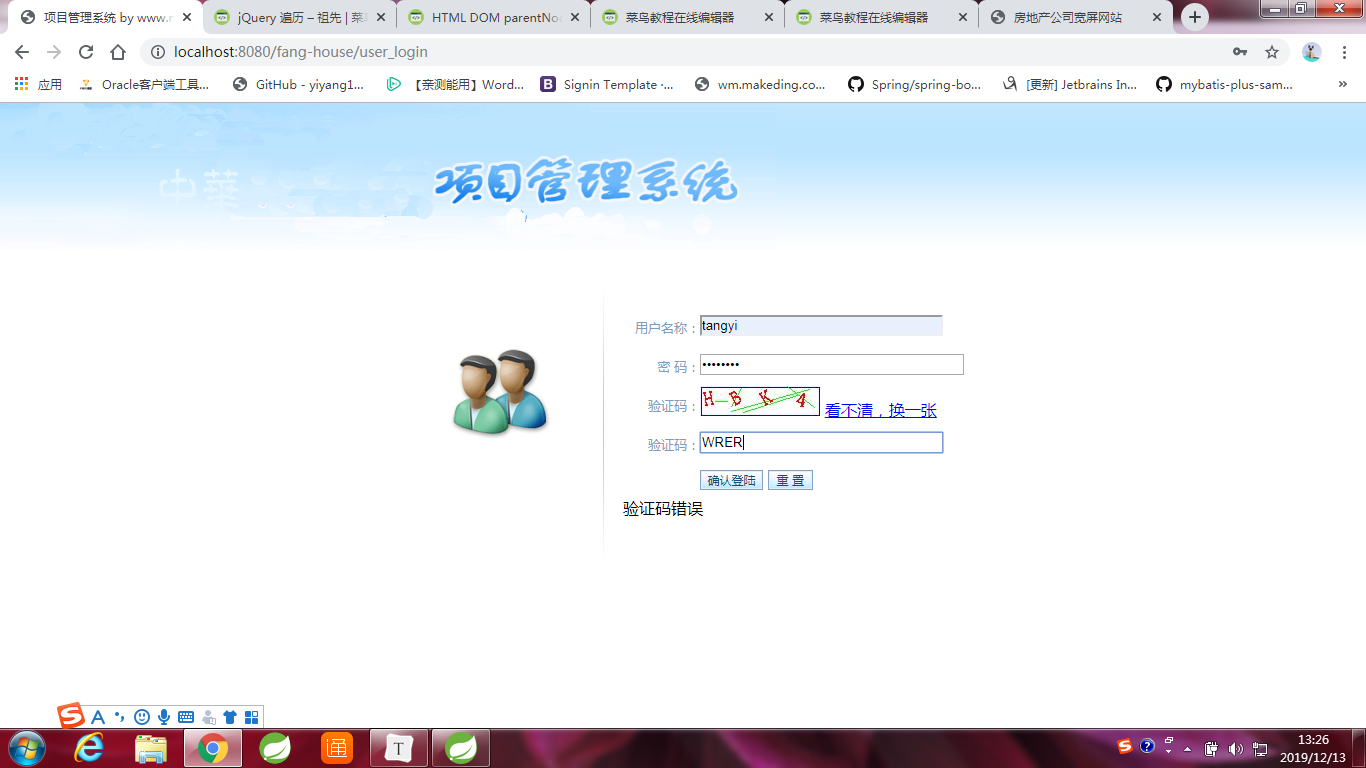 项目管理系统 by www.m
jQuery 遍历 – 祖先 | 菜
HTML DOM parentNo
菜鸟教程在线编辑器
菜鸟教程在线编辑器
房地产公司宽屏网站
localhost:8080/fang-house/user_login
应用
Oracle客户端工具...
GitHub - yiyang1...
【亲测能用】Word...
Signin Template ·...
wm.makeding.co...
Spring/spring-bo...
[更新] Jetbrains In...
mybatis-plus-sam...
»
中華
项目管理系统
用户名称：tangyi
密 码：••••••••
验证码：H B K 4 看不清，换一张
验证码：WRER
确认登陆 重 置
验证码错误
13:26
2019/12/13